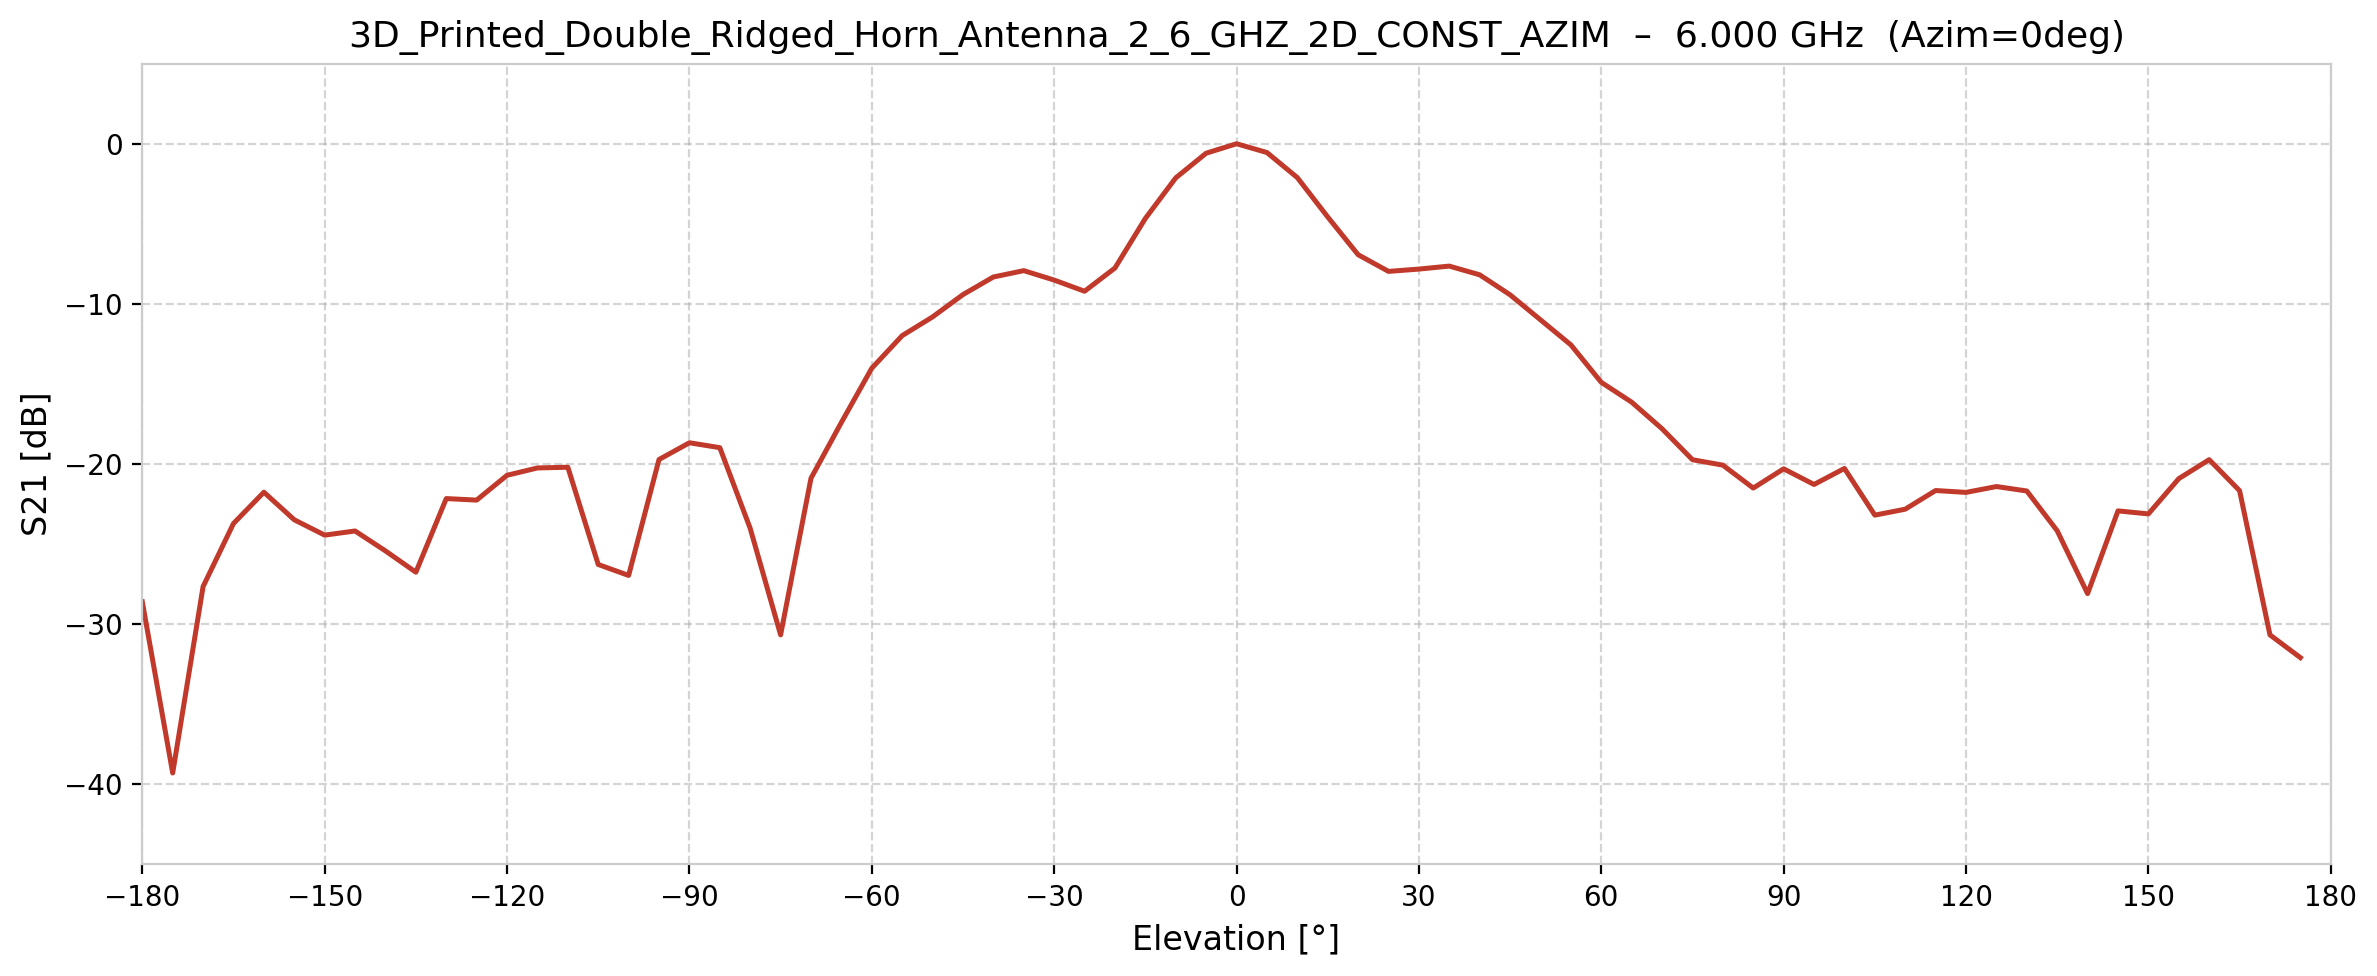 3D_Printed_Double_Ridged_Horn_Antenna_2_6_GHZ_2D_CONST_AZIM – 6.000 GHz (Azim=0deg)
S21 [dB]
0
−10
−20
−30
−40
−180 −150 −120 −90 −60 −30 0 30 60 90 120 150 180
Elevation [°]